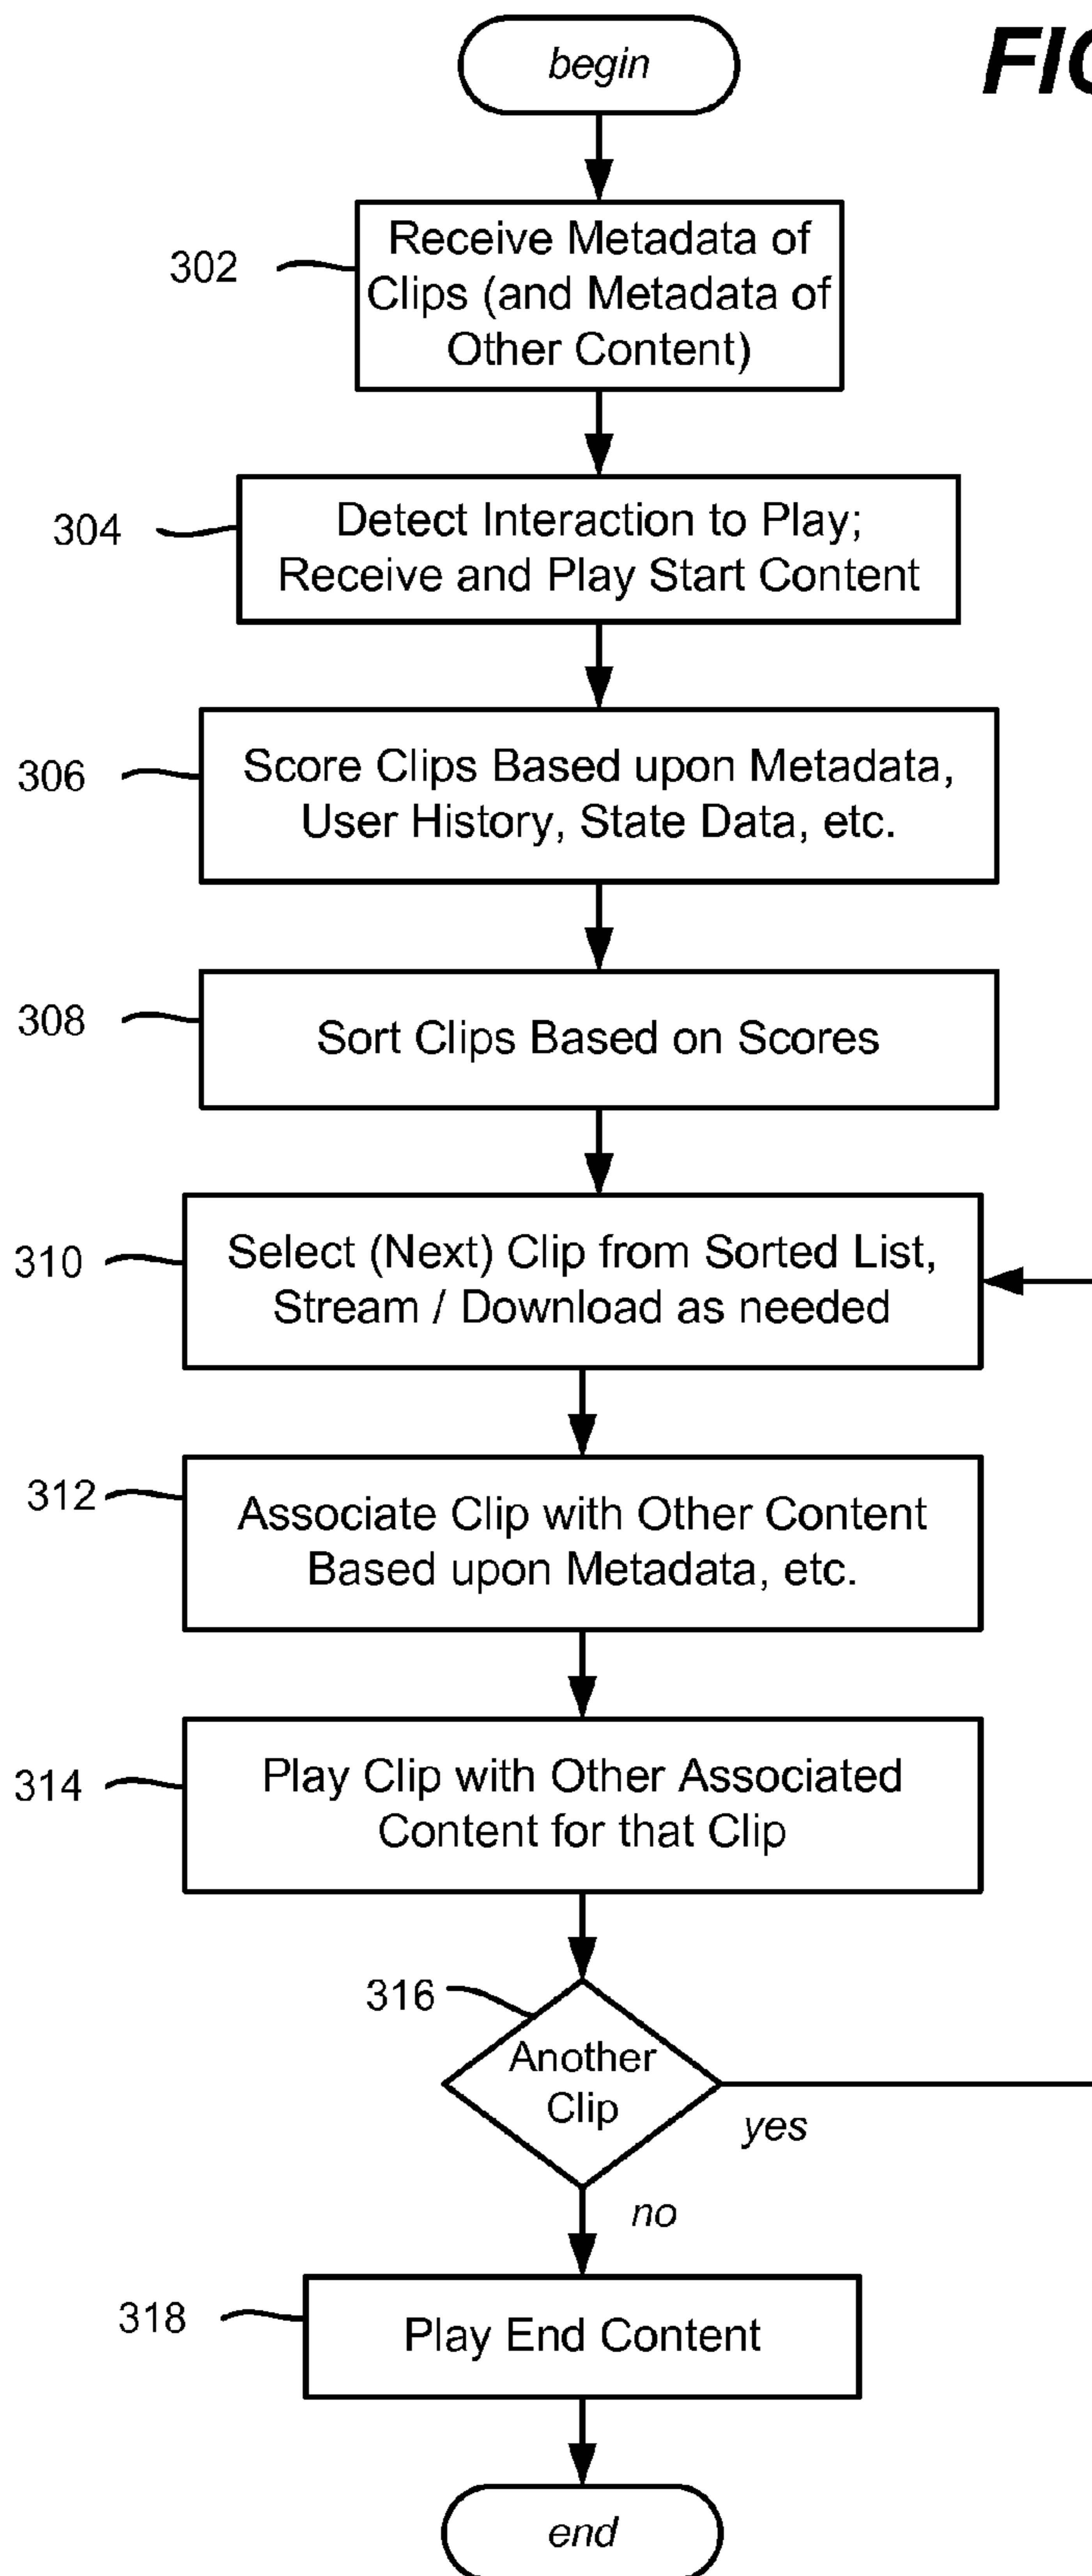 begin
FIG
302
Receive Metadata of
Clips (and Metadata of
Other Content)
304
Detect Interaction to Play;
Receive and Play Start Content
306
Score Clips Based upon Metadata,
User History, State Data, etc.
308
Sort Clips Based on Scores
310
Select (Next) Clip from Sorted List,
Stream / Download as needed
312
Associate Clip with Other Content
Based upon Metadata, etc.
314
Play Clip with Other Associated
Content for that Clip
316
Another
Clip
yes
no
318
Play End Content
end